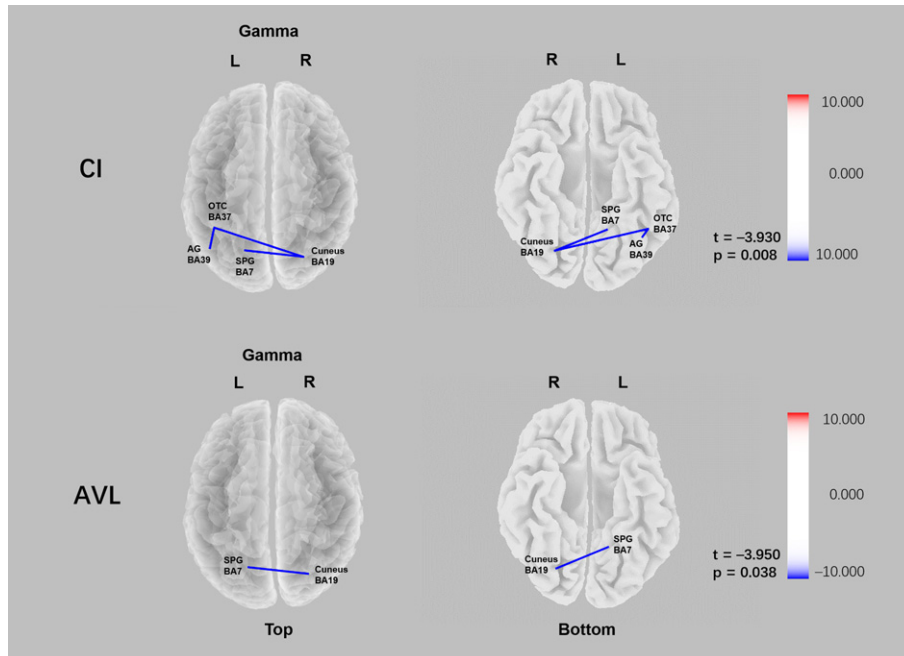 Gamma
L R
R L
CI
10.000
0.000
10.000
OTC
BA37
AG
BA39
SPG
BA7
Cuneus
BA19
SPG
BA7
OTC
BA37
Cuneus
BA19
AG
BA39
t = –3.930
p = 0.008
Gamma
L R
R L
AVL
10.000
0.000
–10.000
SPG
BA7
Cuneus
BA19
SPG
BA7
Cuneus
BA19
t = –3.950
p = 0.038
Top
Bottom